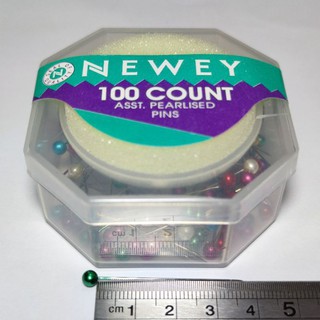 NEWEY
100 COUNT
ASST. PEARLISED
PINS
cm 1 2 3 4 5